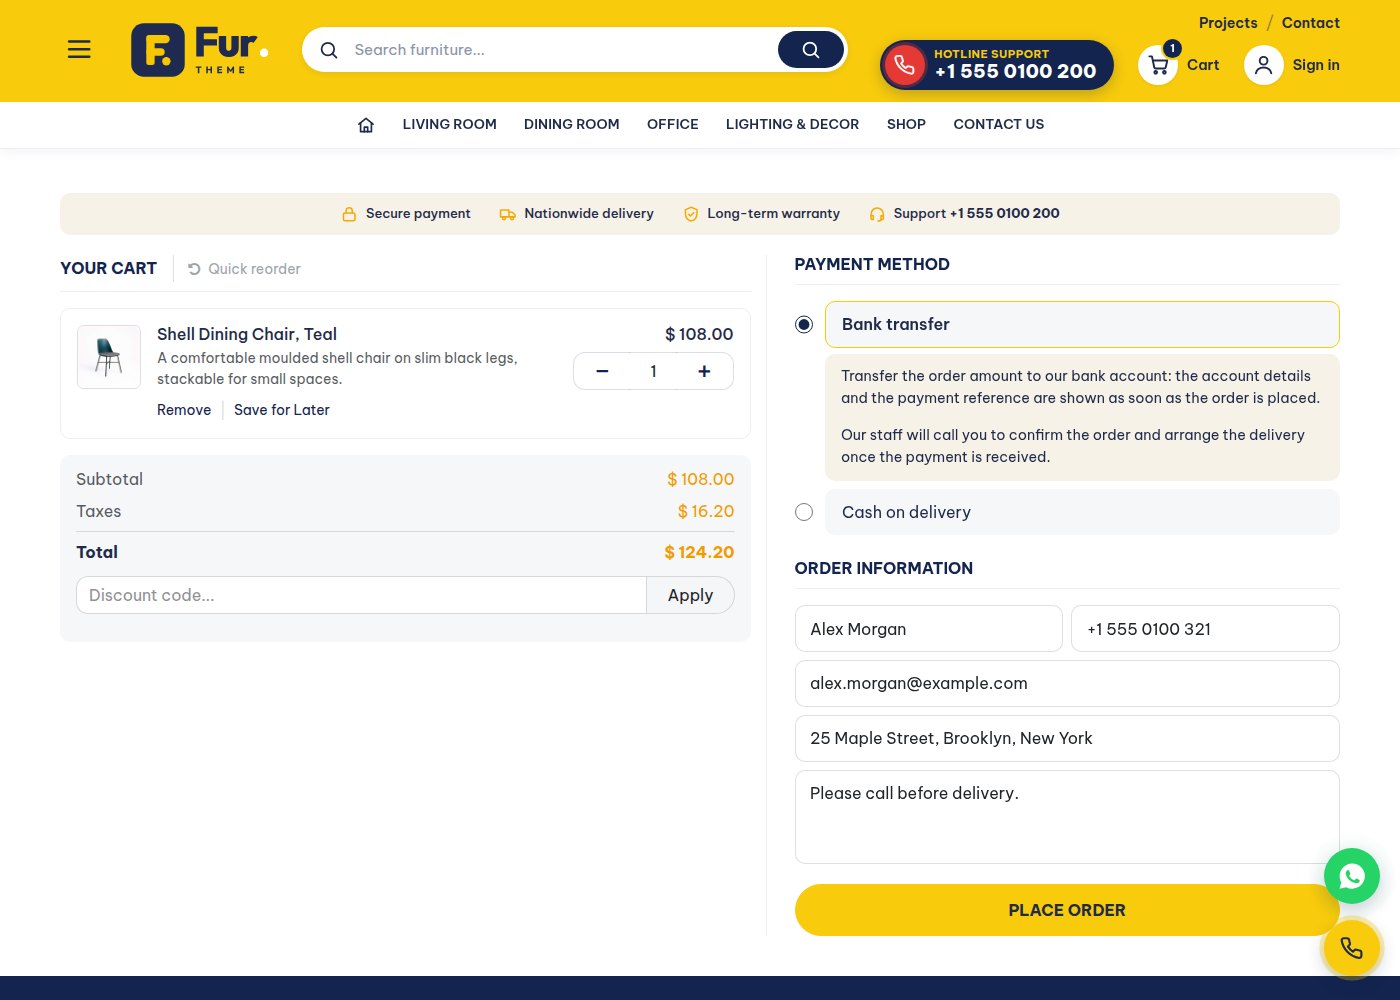 Projects / Contact
F. Fur.
THEME
Search furniture...
HOTLINE SUPPORT
+1 555 0100 200
1
Cart
Sign in
LIVING ROOM
DINING ROOM
OFFICE
LIGHTING & DECOR
SHOP
CONTACT US
Secure payment
Nationwide delivery
Long-term warranty
Support +1 555 0100 200
YOUR CART
Quick reorder
Shell Dining Chair, Teal
$ 108.00
A comfortable moulded shell chair on slim black legs,
stackable for small spaces.
− 1 +
Remove
Save for Later
Subtotal
$ 108.00
Taxes
$ 16.20
Total
$ 124.20
Discount code...
Apply
PAYMENT METHOD
Bank transfer
Transfer the order amount to our bank account: the account details
and the payment reference are shown as soon as the order is placed.
Our staff will call you to confirm the order and arrange the delivery
once the payment is received.
Cash on delivery
ORDER INFORMATION
Alex Morgan
+1 555 0100 321
alex.morgan@example.com
25 Maple Street, Brooklyn, New York
Please call before delivery.
PLACE ORDER